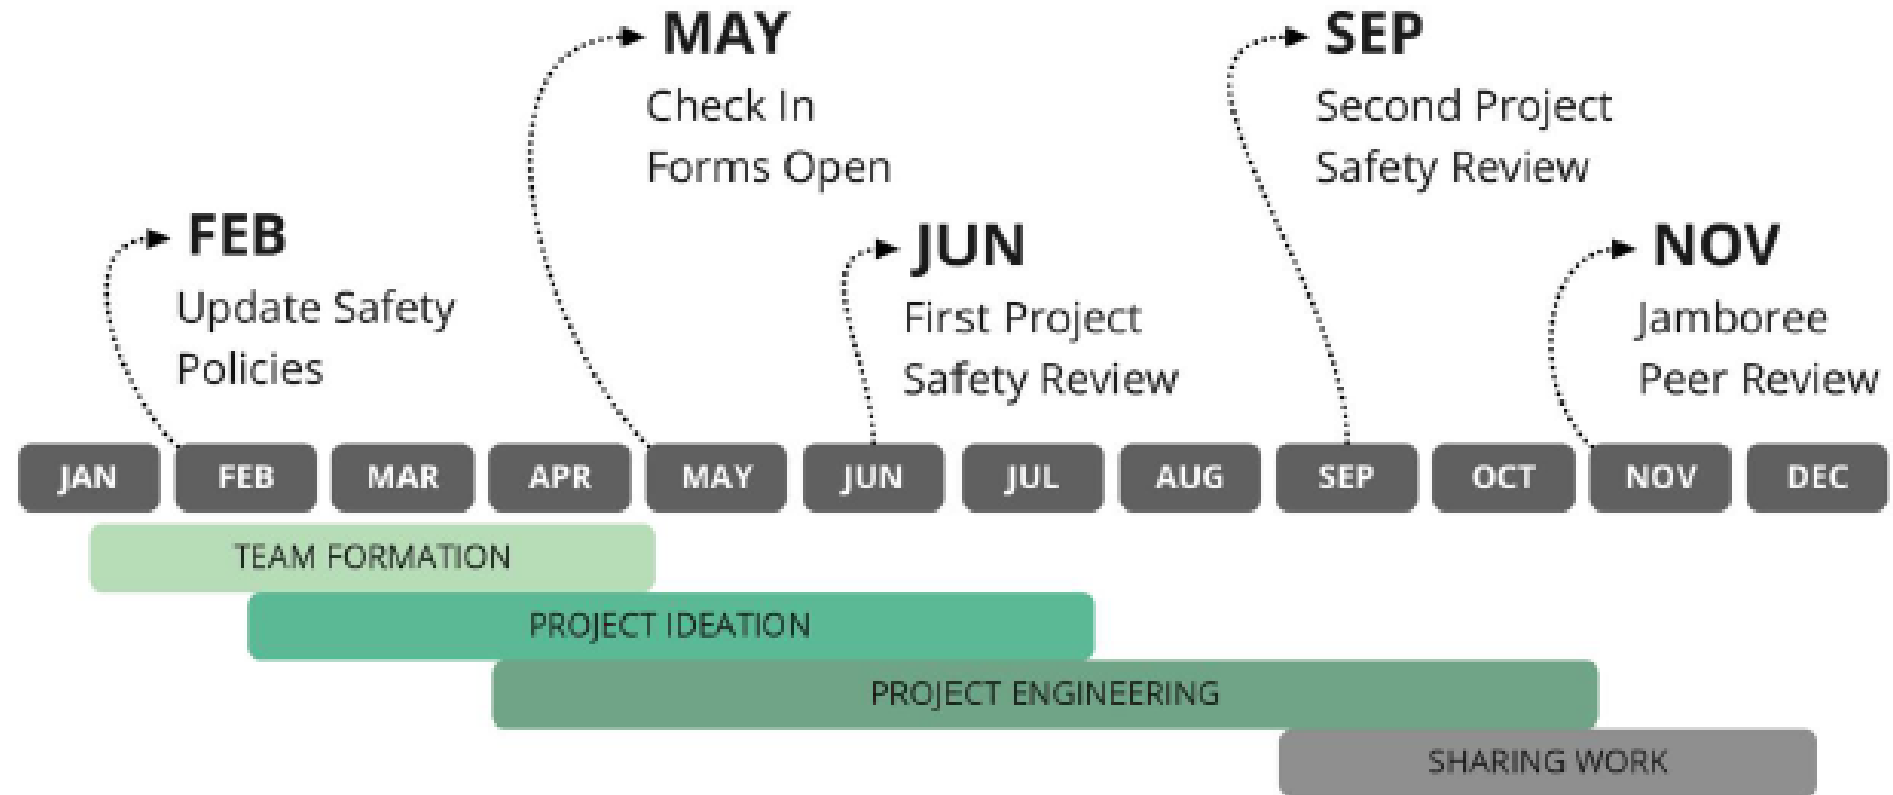 MAY
Check In
Forms Open
SEP
Second Project
Safety Review
FEB
Update Safety
Policies
JUN
First Project
Safety Review
NOV
Jamboree
Peer Review
JAN FEB MAR APR MAY JUN JUL AUG SEP OCT NOV DEC
TEAM FORMATION
PROJECT IDEATION
PROJECT ENGINEERING
SHARING WORK